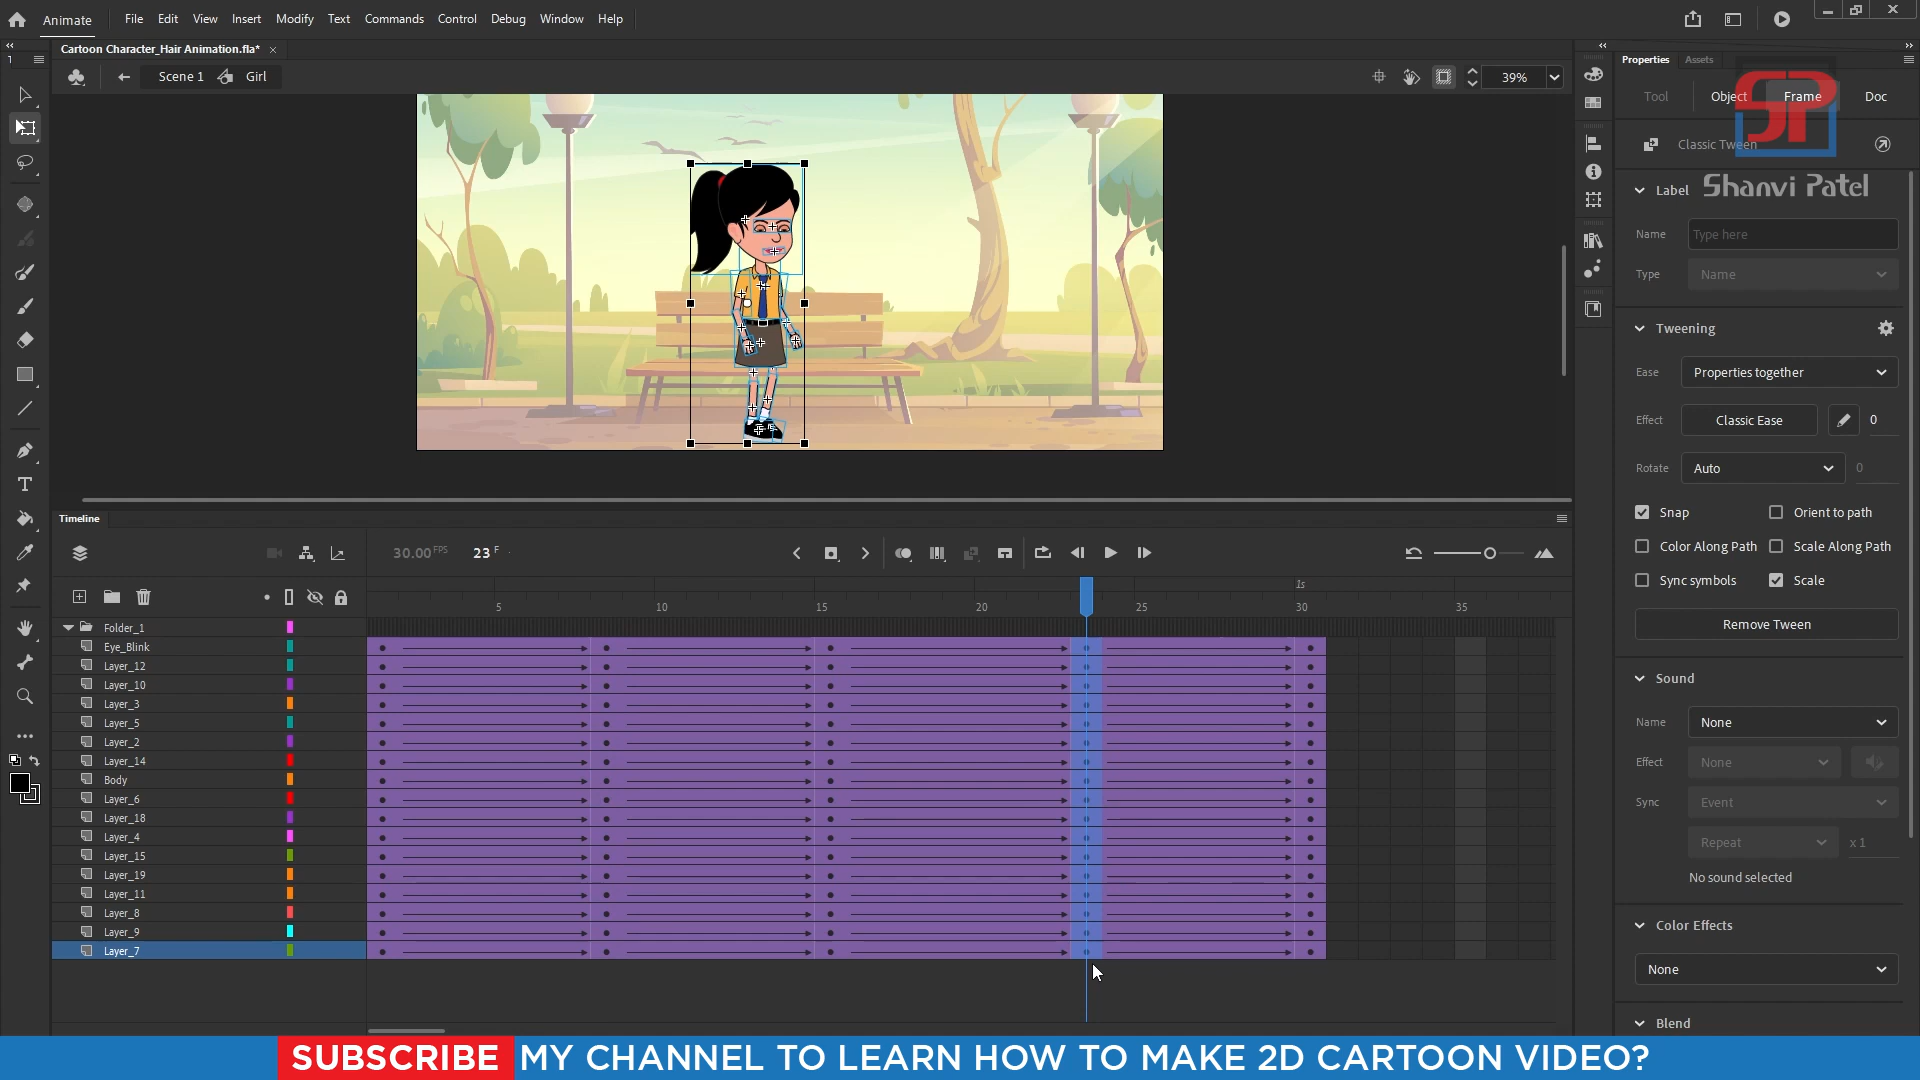 Animate File Edit View Insert Modify Text Commands Control Debug Window Help
Cartoon Character_Hair Animation.fla*
Scene 1 Girl 39%
Properties Assets
Tool Object Frame Doc
SP
Classic Tween
Label
Shanvi Patel
Name Type here
Type Name
Tweening
Ease Properties together
Effect Classic Ease 0
Rotate Auto 0
Snap Orient to path
Color Along Path Scale Along Path
Sync symbols Scale
Remove Tween
Sound
Name None
Effect None
Sync Event
Repeat x 1
No sound selected
Color Effects
None
Blend
Timeline
30.00 FPS 23 F
1s
5 10 15 20 25 30 35
Folder_1
Eye_Blink
Layer_12
Layer_10
Layer_3
Layer_5
Layer_2
Layer_14
Body
Layer_6
Layer_18
Layer_4
Layer_15
Layer_19
Layer_11
Layer_8
Layer_9
Layer_7
SUBSCRIBE MY CHANNEL TO LEARN HOW TO MAKE 2D CARTOON VIDEO?